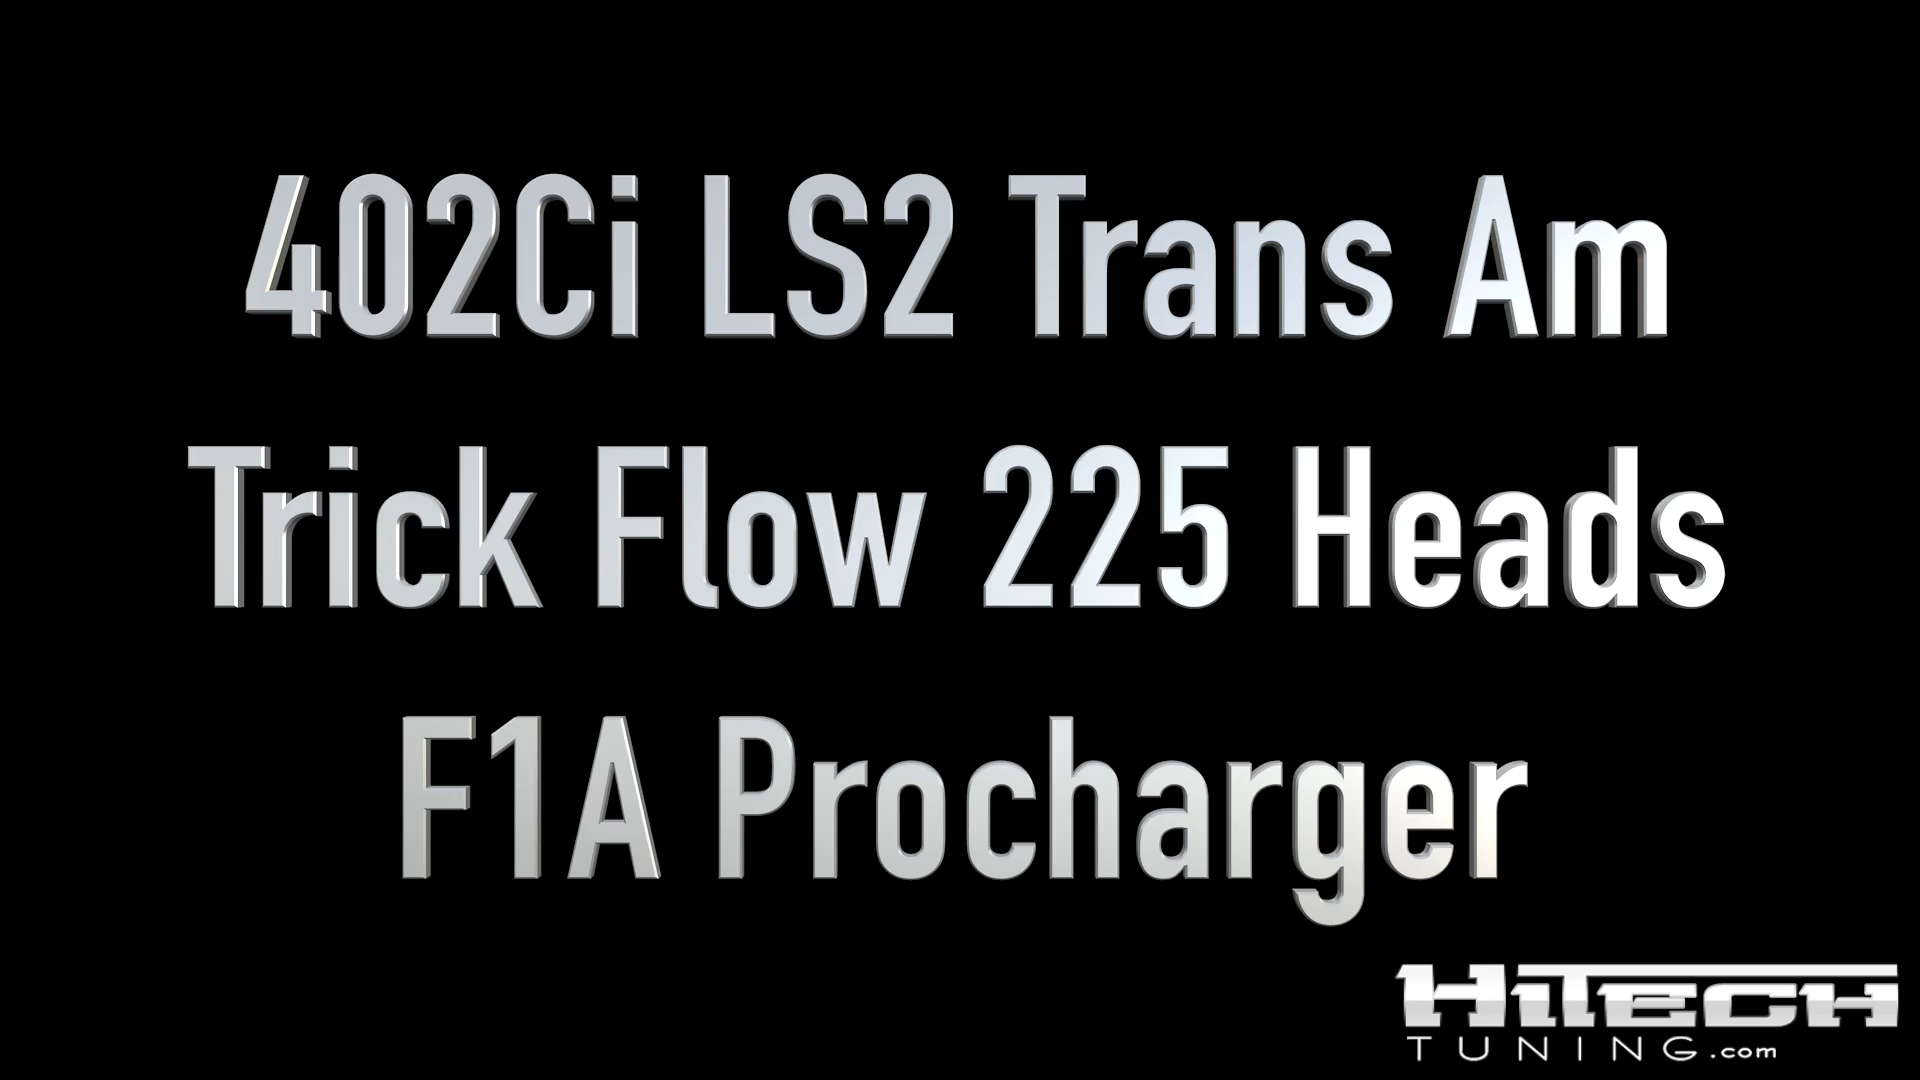 402Ci LS2 Trans Am
Trick Flow 225 Heads
F1A Procharger
HiTECH
TUNING.com